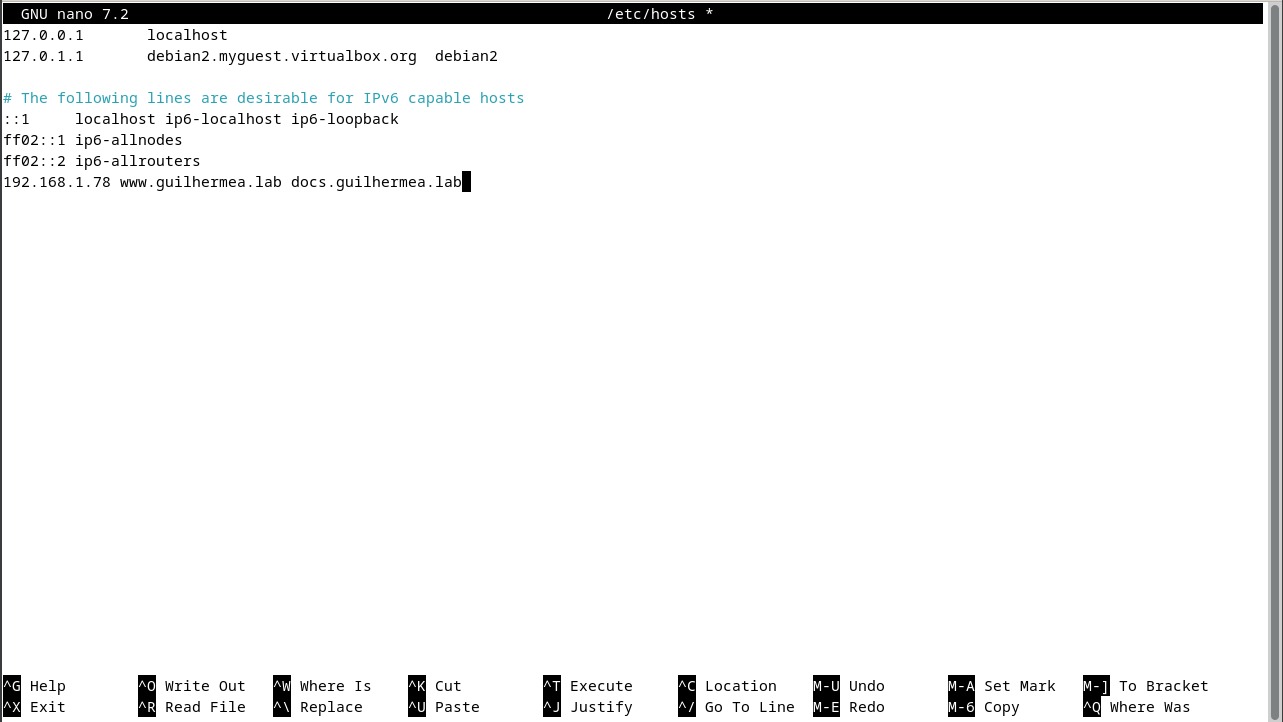 GNU nano 7.2 /etc/hosts *
127.0.0.1 localhost
127.0.1.1 debian2.myguest.virtualbox.org debian2
# The following lines are desirable for IPv6 capable hosts
::1 localhost ip6-localhost ip6-loopback
ff02::1 ip6-allnodes
ff02::2 ip6-allrouters
192.168.1.78 www.guilhermea.lab docs.guilhermea.lab
^G Help ^O Write Out ^W Where Is ^K Cut ^T Execute ^C Location M-U Undo M-A Set Mark M-] To Bracket
^X Exit ^R Read File ^\ Replace ^U Paste ^J Justify ^/ Go To Line M-E Redo M-6 Copy ^Q Where Was